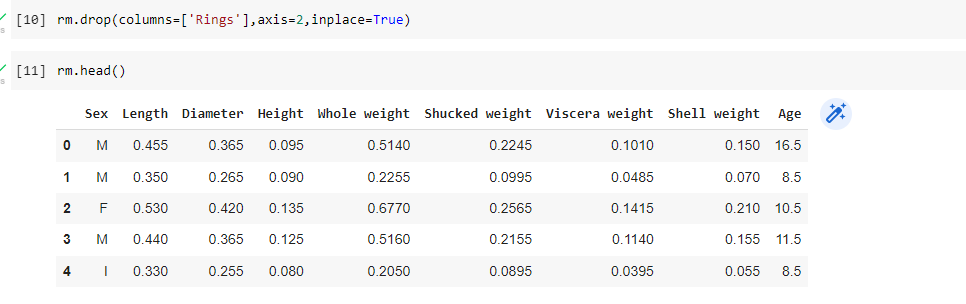 [10] rm.drop(columns=['Rings'],axis=2,inplace=True)
s
[11] rm.head()
s
Sex Length Diameter Height Whole weight Shucked weight Viscera weight Shell weight Age
0 M 0.455 0.365 0.095 0.5140 0.2245 0.1010 0.150 16.5
1 M 0.350 0.265 0.090 0.2255 0.0995 0.0485 0.070 8.5
2 F 0.530 0.420 0.135 0.6770 0.2565 0.1415 0.210 10.5
3 M 0.440 0.365 0.125 0.5160 0.2155 0.1140 0.155 11.5
4 I 0.330 0.255 0.080 0.2050 0.0895 0.0395 0.055 8.5